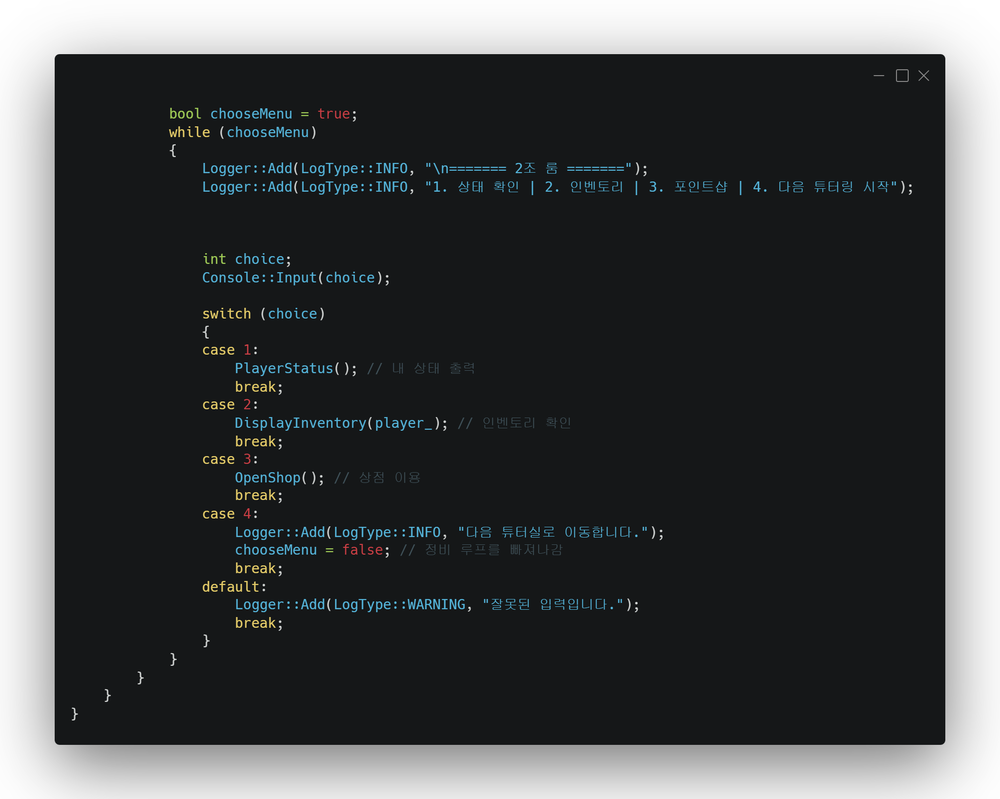 bool chooseMenu = true;
while (chooseMenu)
{
Logger::Add(LogType::INFO, "\n======= 2조 룸 =======");
Logger::Add(LogType::INFO, "1. 상태 확인 | 2. 인벤토리 | 3. 포인트샵 | 4. 다음 튜터링 시작");
int choice;
Console::Input(choice);
switch (choice)
{
case 1:
PlayerStatus(); // 내 상태 출력
break;
case 2:
DisplayInventory(player_); // 인벤토리 확인
break;
case 3:
OpenShop(); // 상점 이용
break;
case 4:
Logger::Add(LogType::INFO, "다음 튜터실로 이동합니다.");
chooseMenu = false; // 정비 루프를 빠져나감
break;
default:
Logger::Add(LogType::WARNING, "잘못된 입력입니다.");
break;
}
}
}
}
}